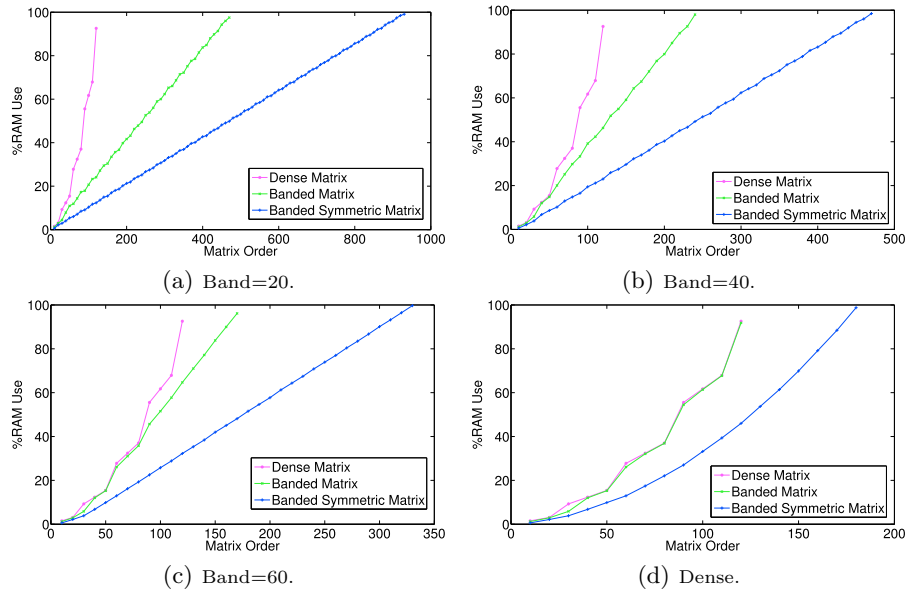 %RAM Use
100
80
60
40
20
0
0 200 400 600 800 1000
Matrix Order
Dense Matrix
Banded Matrix
Banded Symmetric Matrix
(a) Band=20.
%RAM Use
100
80
60
40
20
0
0 100 200 300 400 500
Matrix Order
Dense Matrix
Banded Matrix
Banded Symmetric Matrix
(b) Band=40.
%RAM Use
100
80
60
40
20
0
0 50 100 150 200 250 300 350
Matrix Order
Dense Matrix
Banded Matrix
Banded Symmetric Matrix
(c) Band=60.
%RAM Use
100
80
60
40
20
0
0 50 100 150 200
Matrix Order
Dense Matrix
Banded Matrix
Banded Symmetric Matrix
(d) Dense.